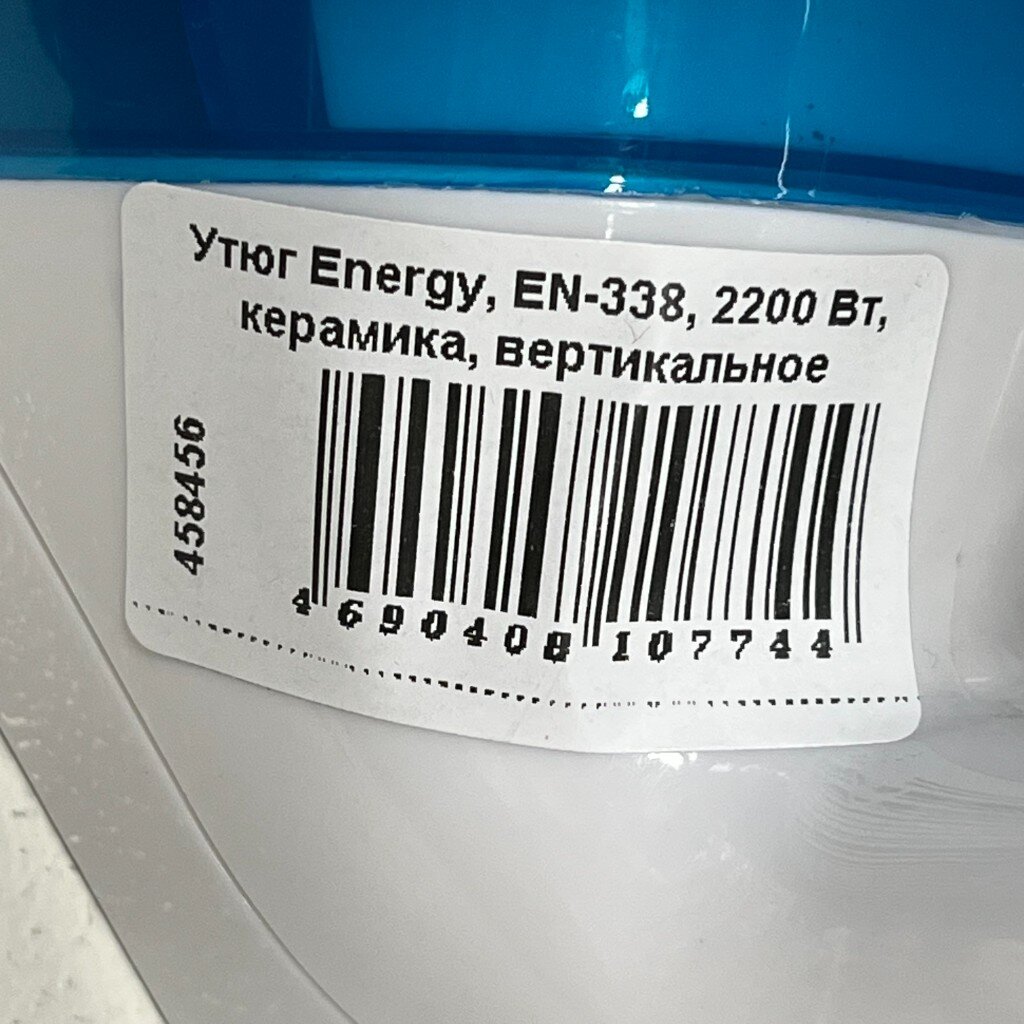 Утюг Energy, EN-338, 2200 Вт,
керамика, вертикальное
458456
4 690408 107744